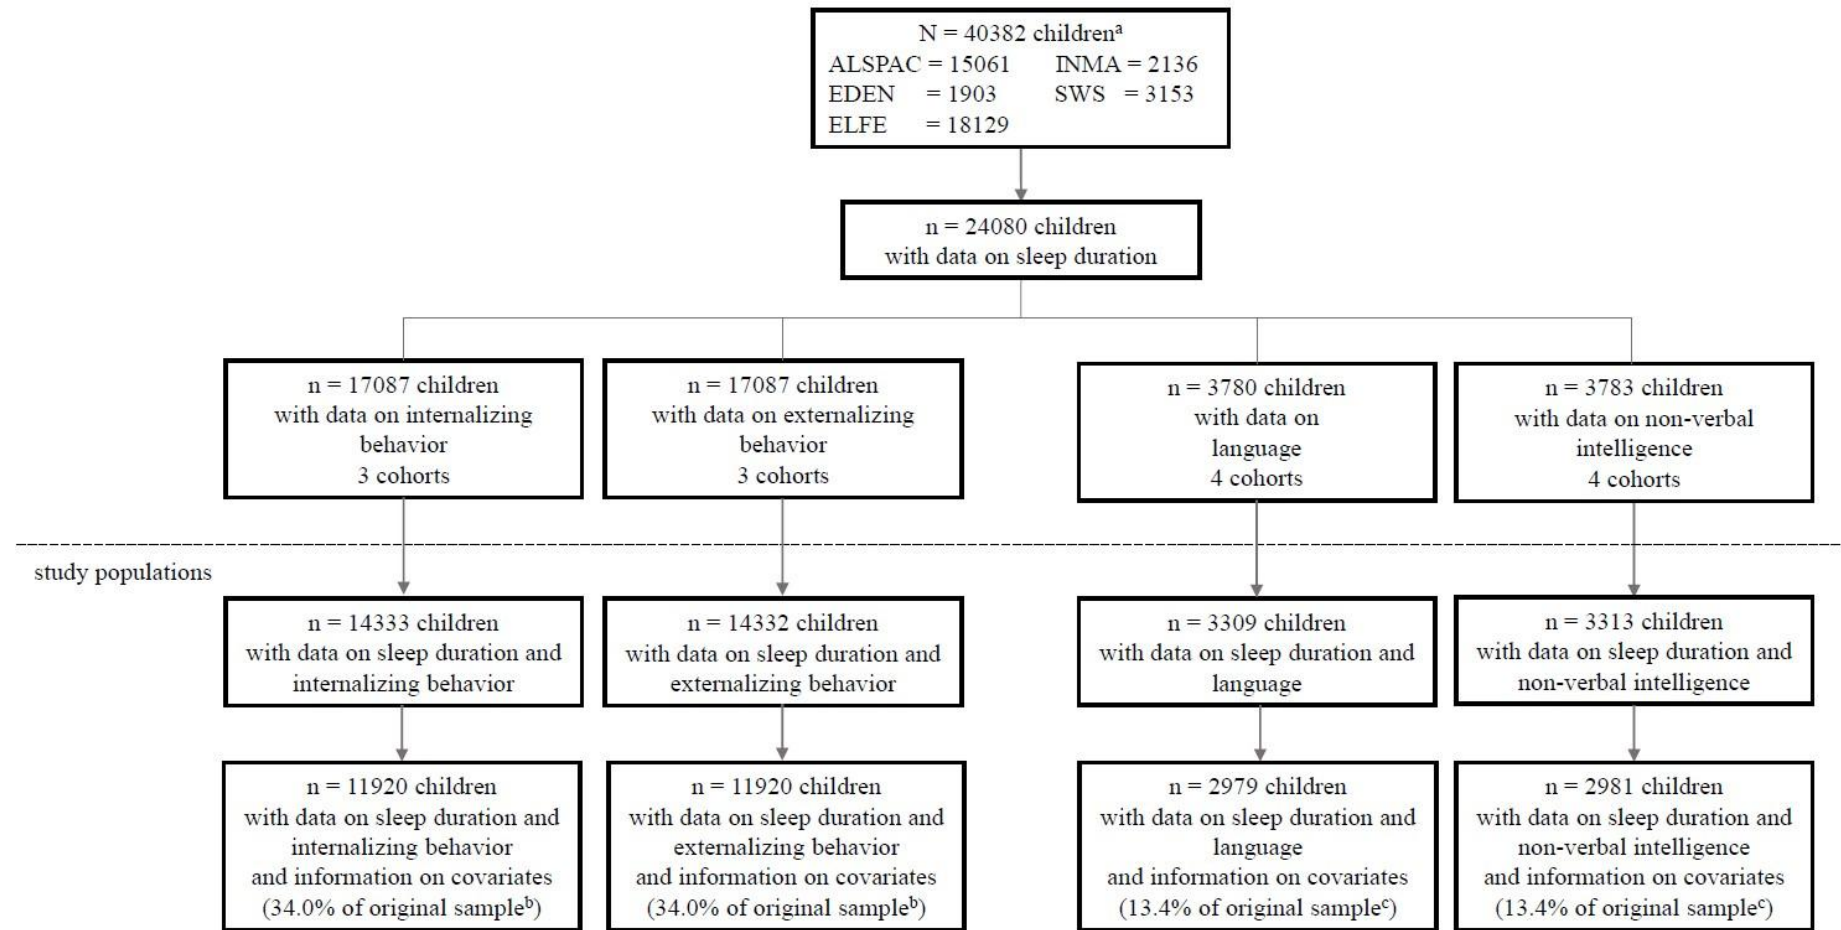 N = 40382 childrenᵃ
ALSPAC = 15061 INMA = 2136
EDEN = 1903 SWS = 3153
ELFE = 18129
n = 24080 children
with data on sleep duration
n = 17087 children
with data on internalizing
behavior
3 cohorts
n = 17087 children
with data on externalizing
behavior
3 cohorts
n = 3780 children
with data on
language
4 cohorts
n = 3783 children
with data on non-verbal
intelligence
4 cohorts
study populations
n = 14333 children
with data on sleep duration and
internalizing behavior
n = 14332 children
with data on sleep duration and
externalizing behavior
n = 3309 children
with data on sleep duration and
language
n = 3313 children
with data on sleep duration and
non-verbal intelligence
n = 11920 children
with data on sleep duration and
internalizing behavior
and information on covariates
(34.0% of original sampleᵇ)
n = 11920 children
with data on sleep duration and
externalizing behavior
and information on covariates
(34.0% of original sampleᵇ)
n = 2979 children
with data on sleep duration and
language
and information on covariates
(13.4% of original sampleᶜ)
n = 2981 children
with data on sleep duration and
non-verbal intelligence
and information on covariates
(13.4% of original sampleᶜ)